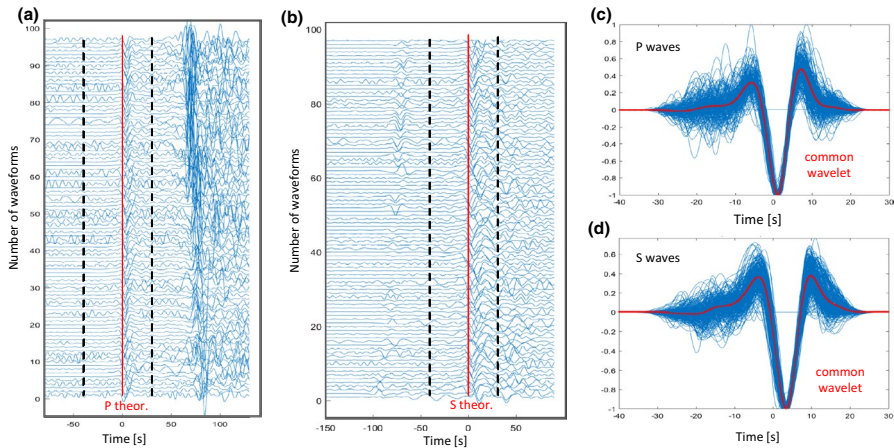 (a)
Number of waveforms
100
90
80
70
60
50
40
30
20
10
0
P theor.
-50 0 50 100
Time [s]
(b)
Number of waveforms
100
80
60
40
20
0
S theor.
-150 -100 -50 0 50
Time [s]
(c)
P waves
common
wavelet
1
0.8
0.6
0.4
0.2
0
-0.2
-0.4
-0.6
-0.8
-1
-40 -30 -20 -10 0 10 20 30
Time [s]
(d)
S waves
common
wavelet
0.6
0.4
0.2
0
-0.2
-0.4
-0.6
-0.8
-1
-40 -30 -20 -10 0 10 20 30
Time [s]